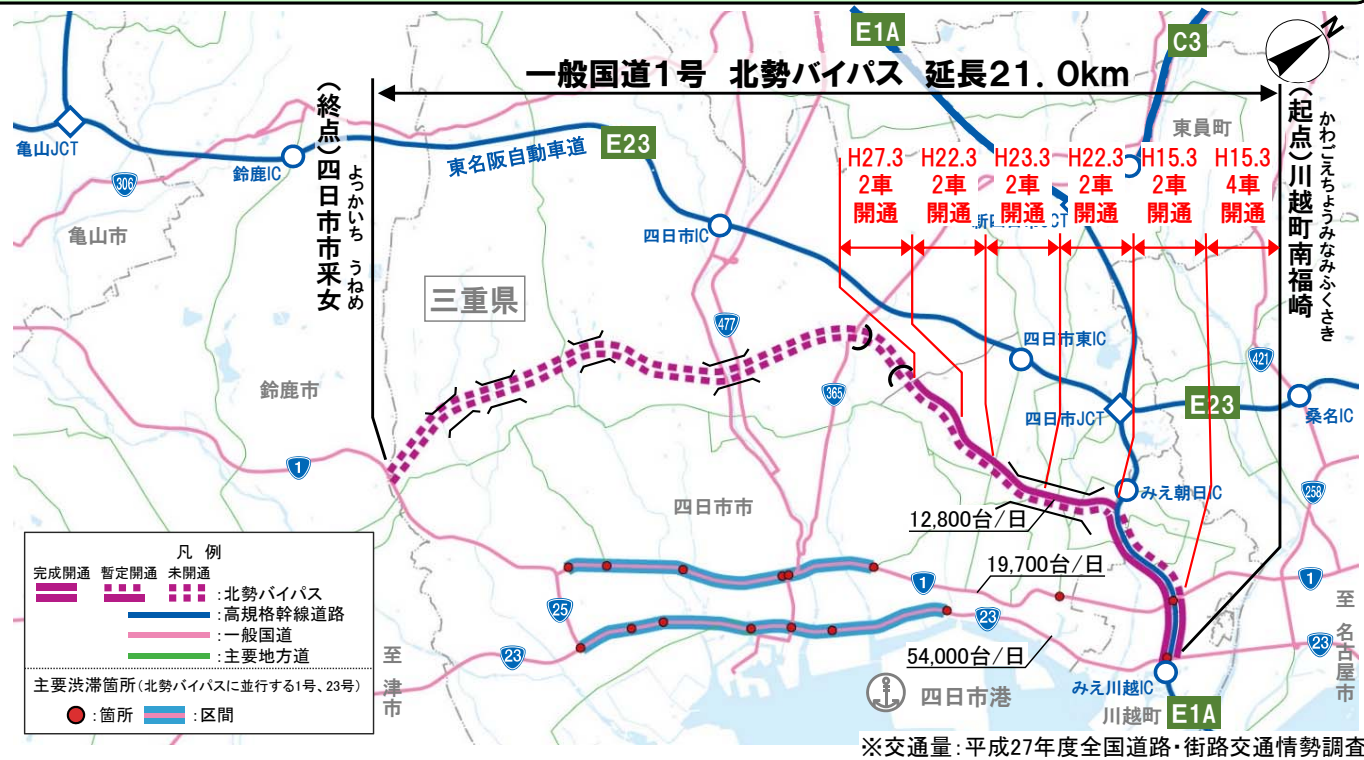 一般国道1号 北勢バイパス 延長21.0km
E1A
C3
N
(終点)四日市市采女
よっかいち うねめ
(起点)川越町南福崎
かわごえちょうみなみふくさき
亀山JCT
306
鈴鹿IC
東名阪自動車道
E23
亀山市
四日市IC
東員町
H27.3
2車
開通
H22.3
2車
開通
H23.3
2車
開通
H22.3
2車
開通
H15.3
2車
開通
H15.3
4車
開通
新四日市JCT
三重県
477
365
四日市東IC
四日市JCT
421
E23
桑名IC
鈴鹿市
1
四日市市
みえ朝日IC
258
12,800台/日
19,700台/日
54,000台/日
1
1
25
23
23
23
至 名古屋市
至 津市
四日市港
みえ川越IC
川越町
E1A
凡 例
完成開通 暫定開通 未開通
:北勢バイパス
:高規格幹線道路
:一般国道
:主要地方道
主要渋滞箇所(北勢バイパスに並行する1号、23号)
:箇所 :区間
※交通量:平成27年度全国道路・街路交通情勢調査